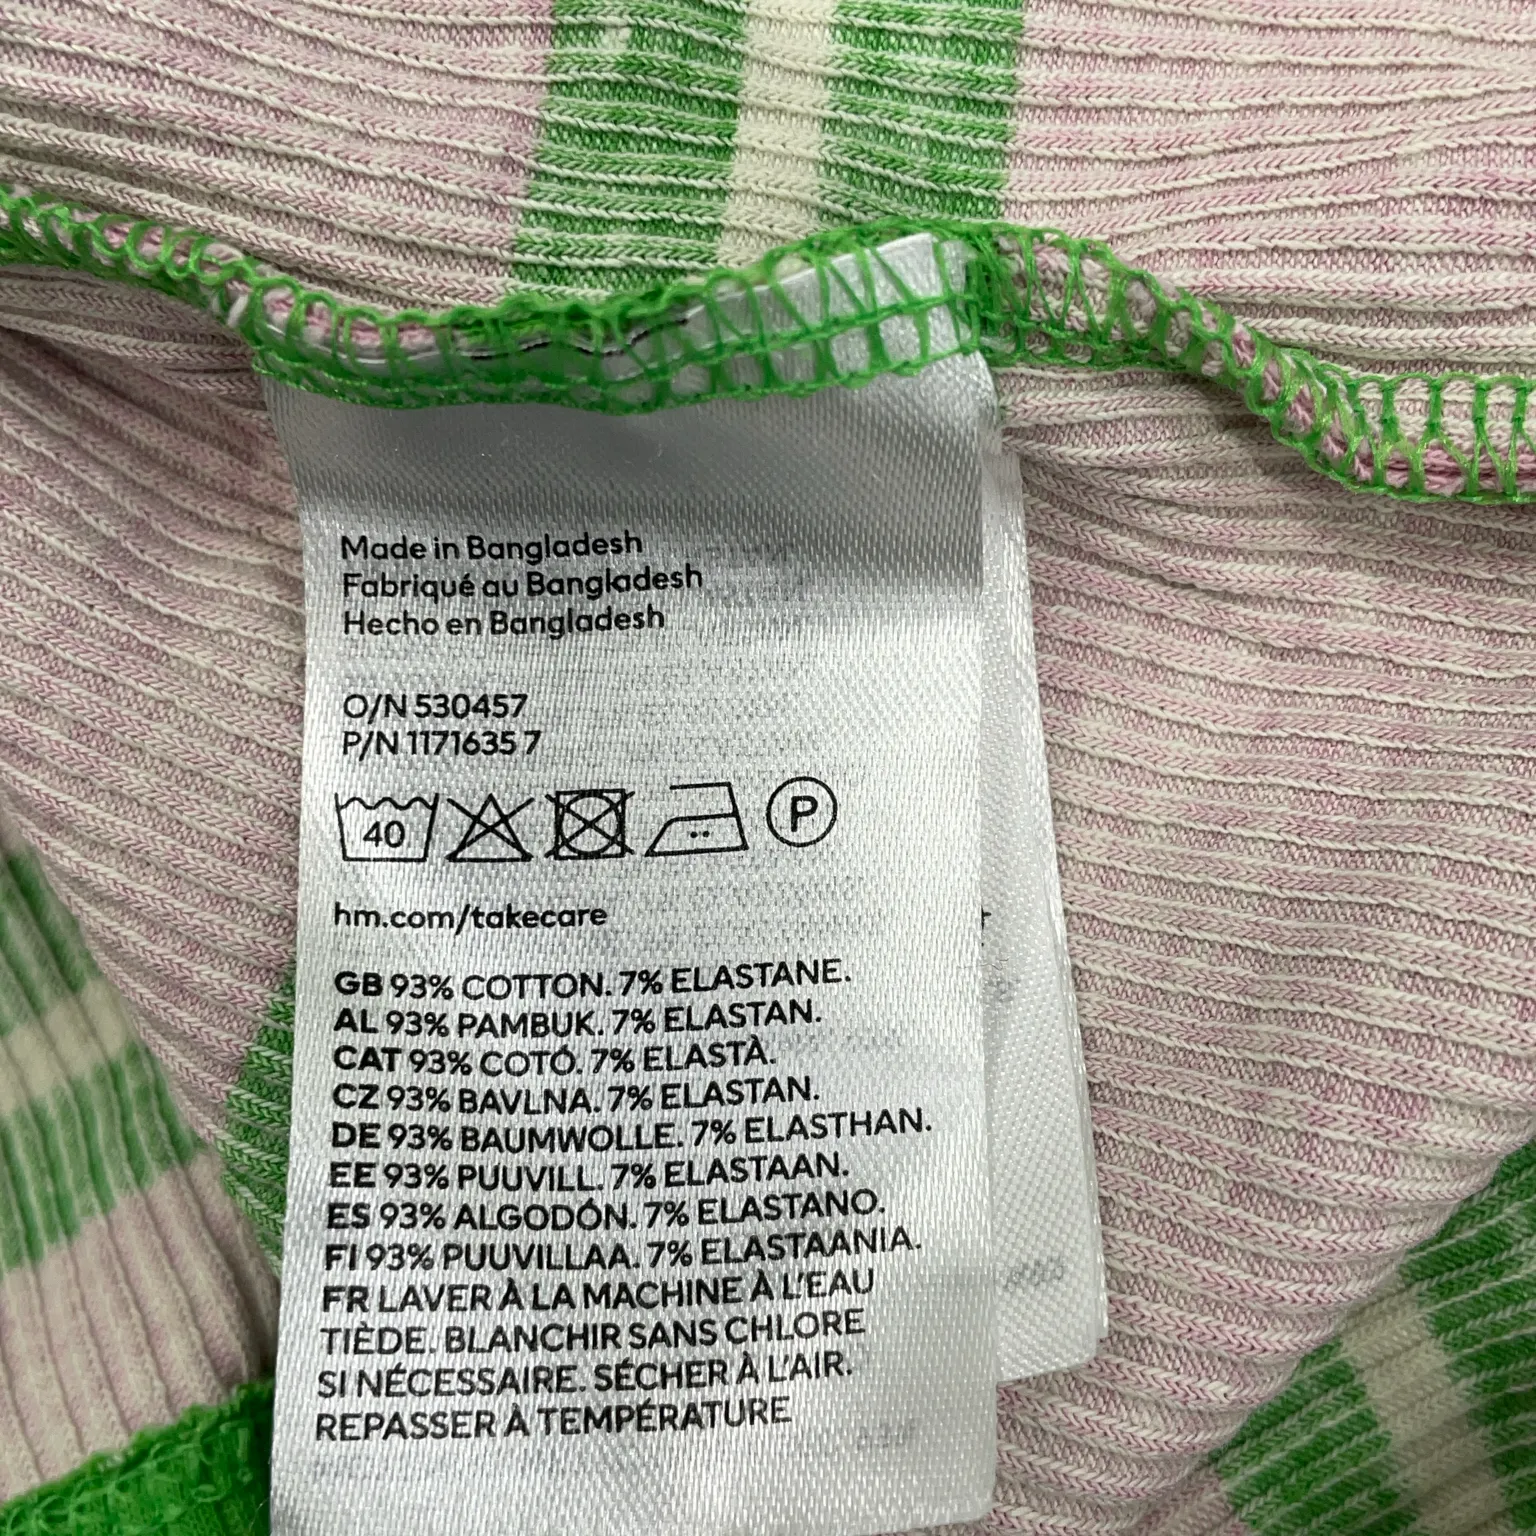 Made in Bangladesh
Fabriqué au Bangladesh
Hecho en Bangladesh
O/N 530457
P/N 1171635 7
40 P
hm.com/takecare
GB 93% COTTON. 7% ELASTANE.
AL 93% PAMBUK. 7% ELASTAN.
CAT 93% COTÓ. 7% ELASTÀ.
CZ 93% BAVLNA. 7% ELASTAN.
DE 93% BAUMWOLLE. 7% ELASTHAN.
EE 93% PUUVILL. 7% ELASTAAN.
ES 93% ALGODÓN. 7% ELASTANO.
FI 93% PUUVILLAA. 7% ELASTAANIA.
FR LAVER À LA MACHINE À L'EAU
TIÈDE. BLANCHIR SANS CHLORE
SI NÉCESSAIRE. SÉCHER À L'AIR.
REPASSER À TEMPÉRATURE